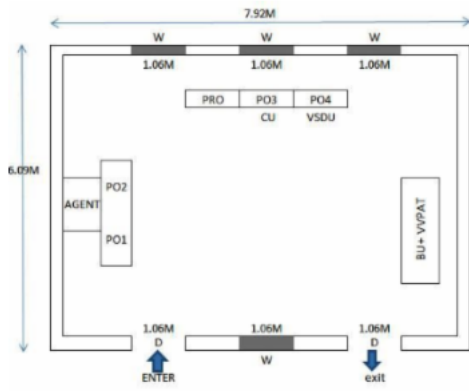 7.92M
W W W
1.06M 1.06M 1.06M
PRO PO3 PO4
CU VSDU
6.09M
PO2
AGENT
PO1
BU+ VVPAT
1.06M 1.06M 1.06M
D D
W
ENTER exit